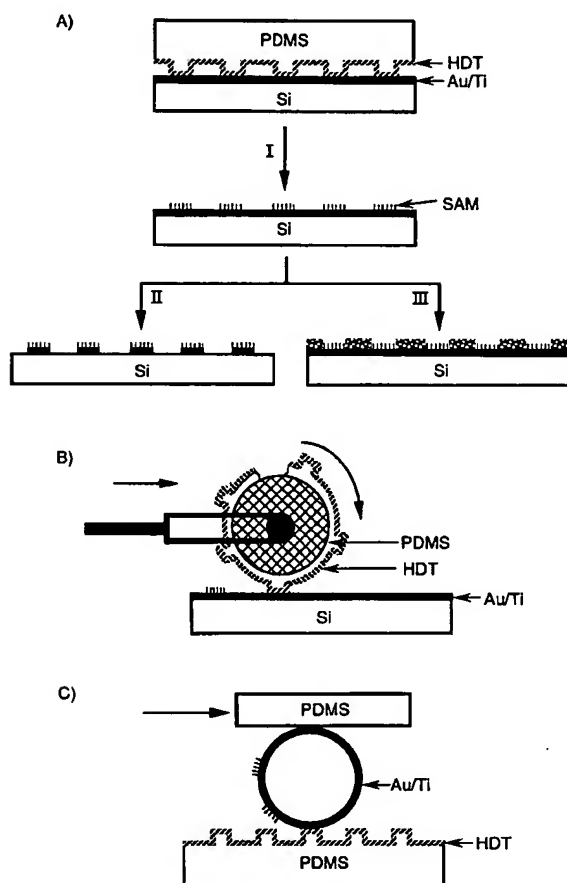 A)
PDMS
HDT
Au/Ti
Si
I
SAM
Si
II
III
Si
Si
B)
PDMS
HDT
Au/Ti
Si
C)
PDMS
Au/Ti
HDT
PDMS